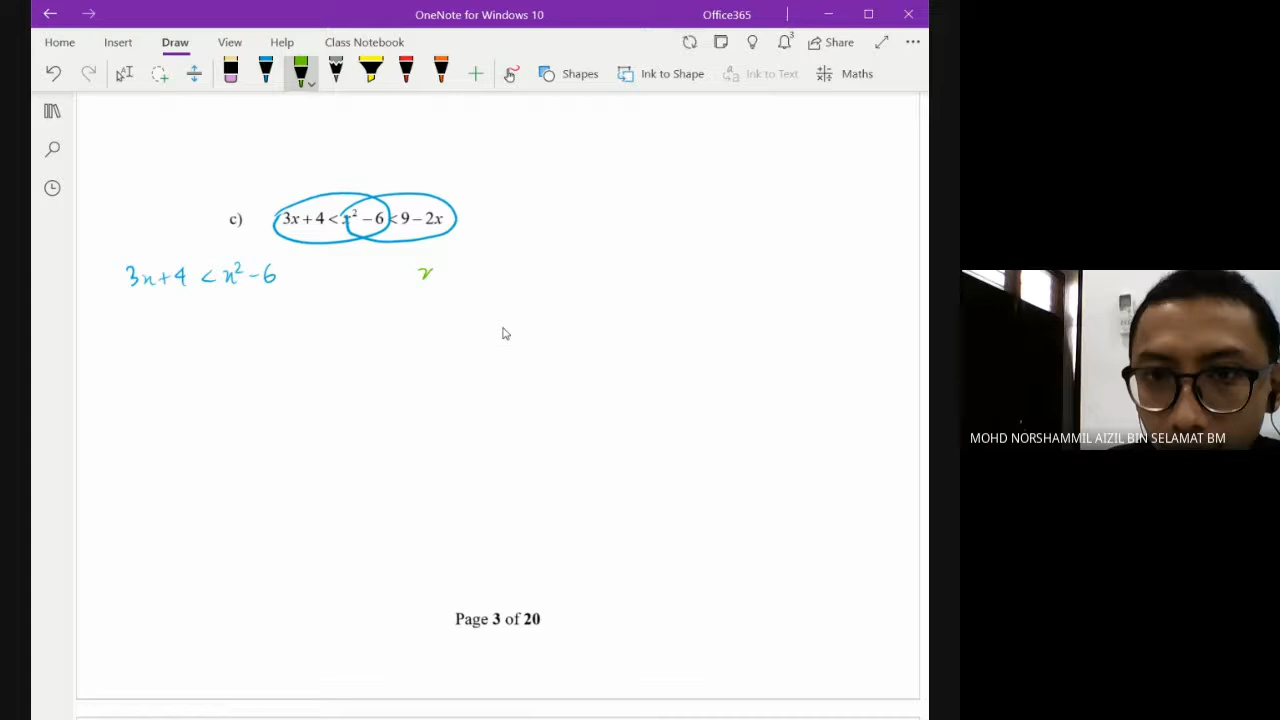 OneNote for Windows 10
Office365
Home Insert Draw View Help Class Notebook
3
Share
Shapes Ink to Shape Ink to Text Maths
c) 3x + 4 < x² − 6 < 9 − 2x
3x+4 < x² − 6
x
Page 3 of 20
MOHD NORSHAMMIL AIZIL BIN SELAMAT BM